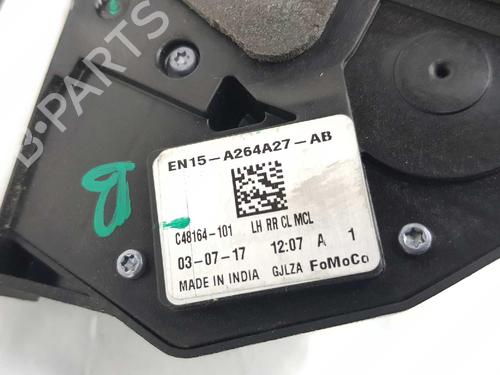 B-PARTS
EN15-A264A27-AB
C48164-101 LH RR CL MCL
03-07-17 12:07 A 1
MADE IN INDIA GJLZA FoMoCo